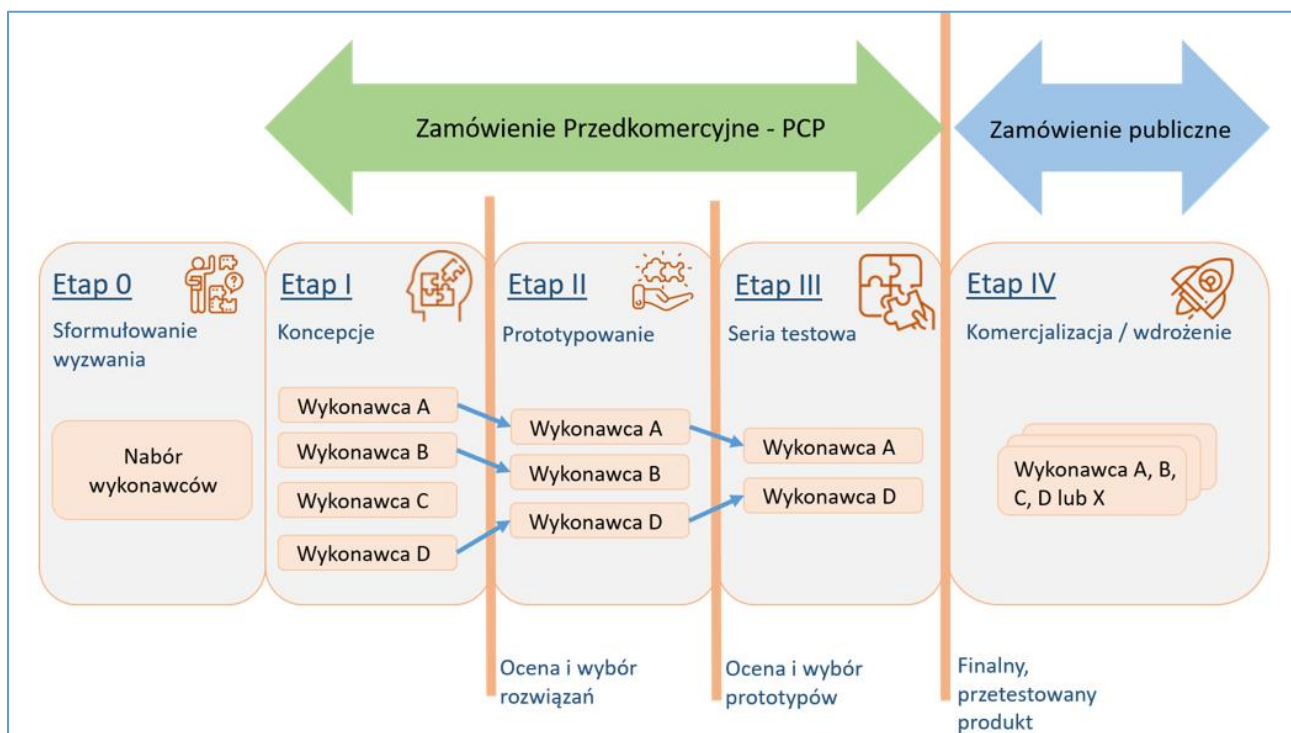 Zamówienie Przedkomercyjne - PCP
Zamówienie publiczne
Etap 0
Sformułowanie
wyzwania
Nabór
wykonawców
Etap I
Koncepcje
Wykonawca A
Wykonawca B
Wykonawca C
Wykonawca D
Etap II
Prototypowanie
Wykonawca A
Wykonawca B
Wykonawca D
Etap III
Seria testowa
Wykonawca A
Wykonawca D
Etap IV
Komercjalizacja / wdrożenie
Wykonawca A, B,
C, D lub X
Ocena i wybór
rozwiązań
Ocena i wybór
prototypów
Finalny,
przetestowany
produkt